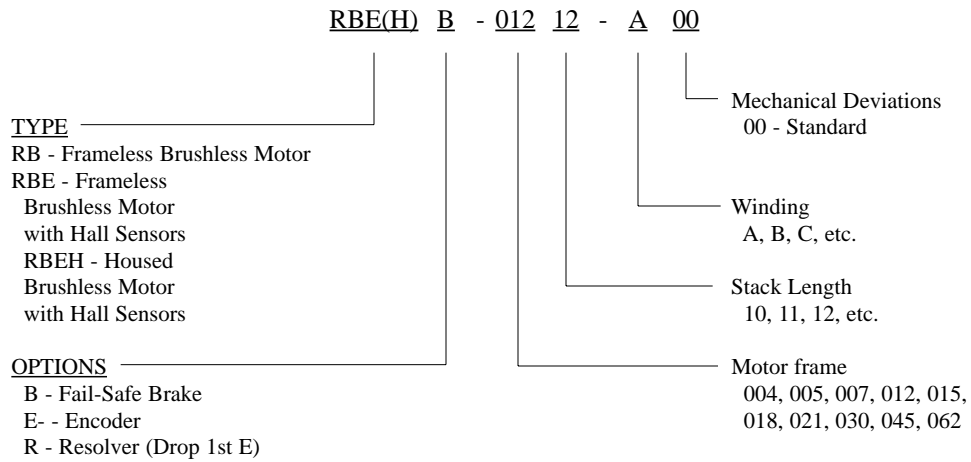 RBE(H) B - 012 12 - A 00
Mechanical Deviations
00 - Standard
TYPE
RB - Frameless Brushless Motor
RBE - Frameless
Brushless Motor
with Hall Sensors
RBEH - Housed
Brushless Motor
with Hall Sensors
Winding
A, B, C, etc.
Stack Length
10, 11, 12, etc.
OPTIONS
B - Fail-Safe Brake
E- - Encoder
R - Resolver (Drop 1st E)
Motor frame
004, 005, 007, 012, 015,
018, 021, 030, 045, 062